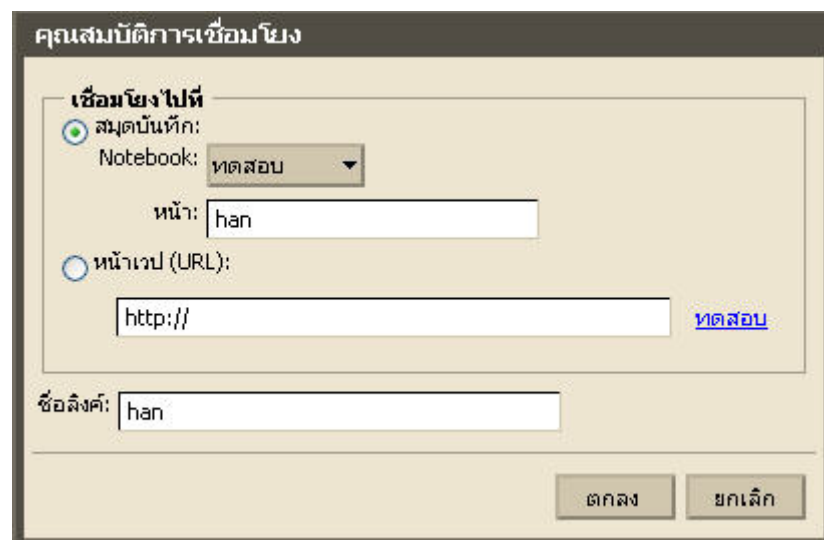 คุณสมบัติการเชื่อมโยง
เชื่อมโยงไปที่
สมุดบันทึก:
Notebook: ทดสอบ
หน้า: han
หน้าเวป (URL):
http:// ทดสอบ
ชื่อลิงค์: han
ตกลง ยกเลิก